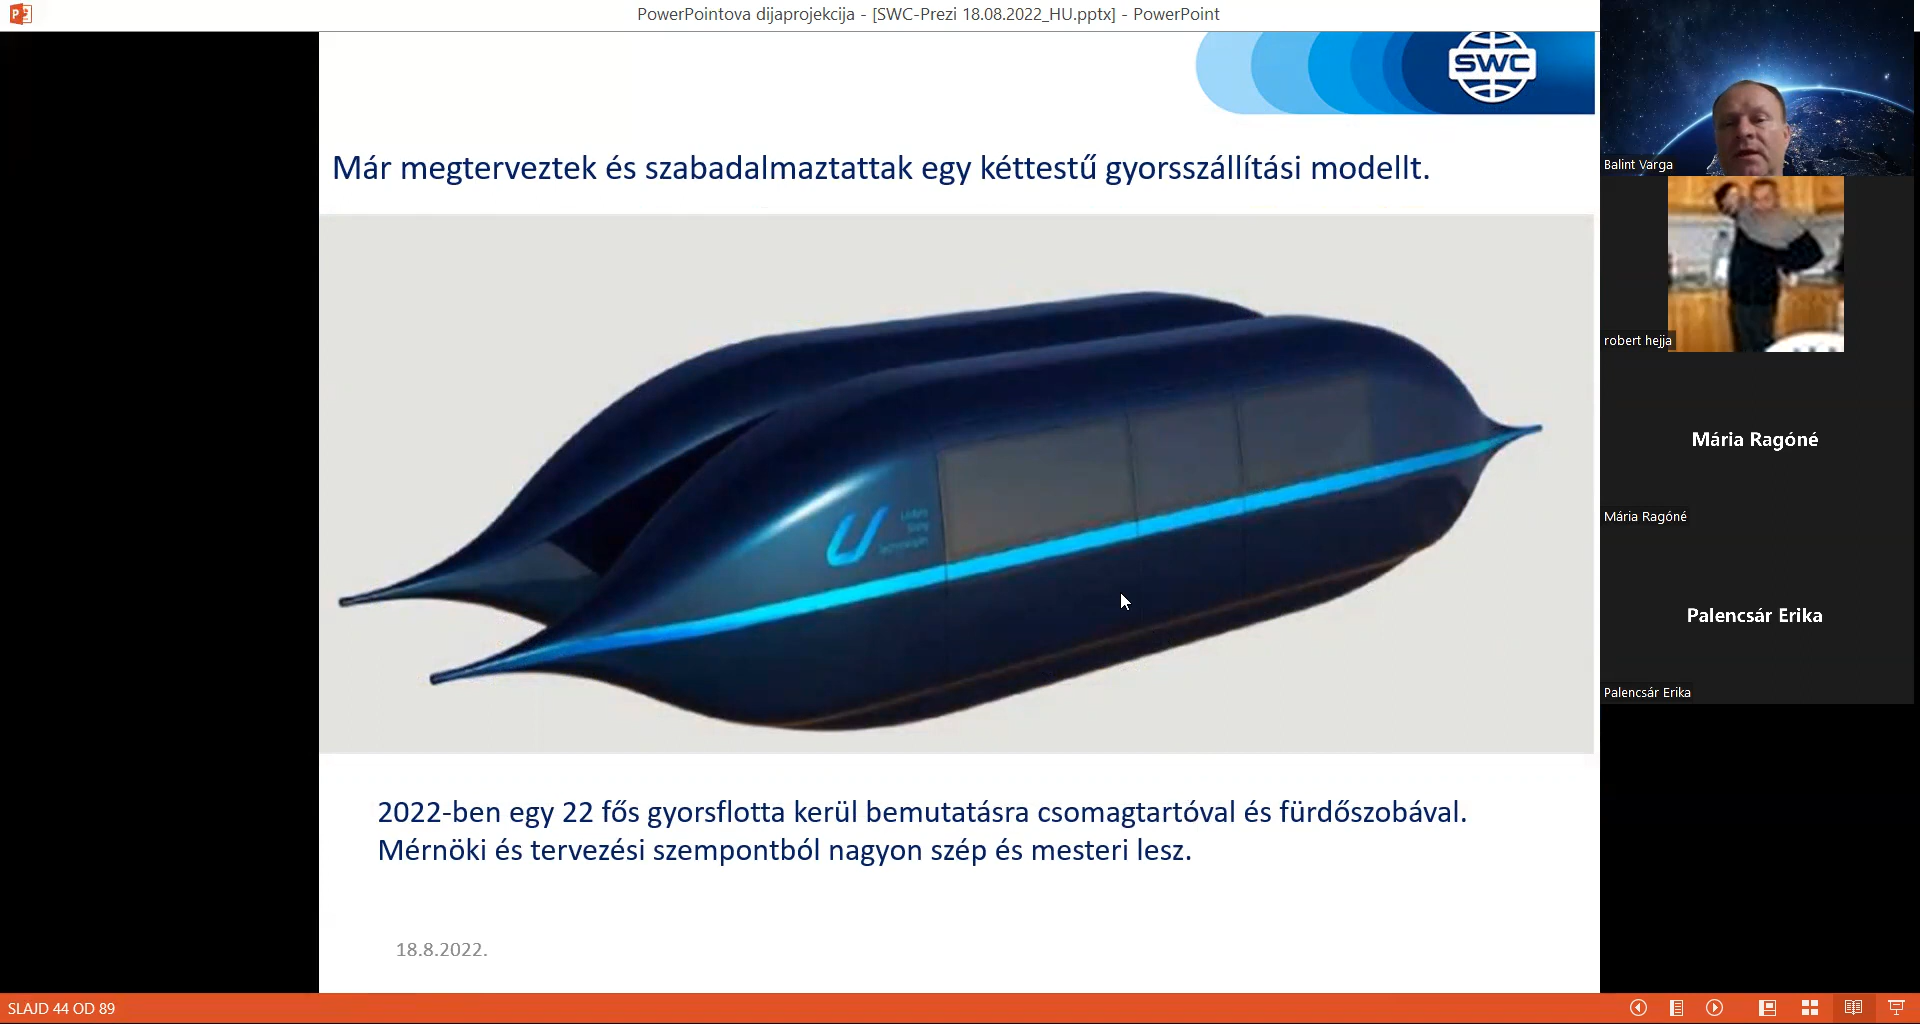 PowerPointova dijaprojekcija - [SWC-Prezi 18.08.2022_HU.pptx] - PowerPoint
SWC
Már megterveztek és szabadalmaztattak egy kéttestű gyorsszállítási modellt.
2022-ben egy 22 fős gyorsflotta kerül bemutatásra csomagtartóval és fürdőszobával.
Mérnöki és tervezési szempontból nagyon szép és mesteri lesz.
18.8.2022.
SLAJD 44 OD 89
Balint Varga
robert hejja
Mária Ragóné
Mária Ragóné
Palencsár Erika
Palencsár Erika